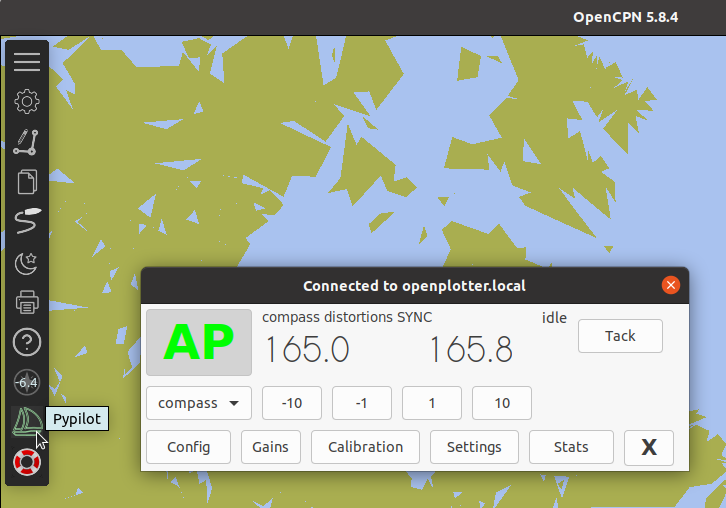 OpenCPN 5.8.4
Connected to openplotter.local
AP
compass distortions SYNC
idle
165.0
165.8
Tack
compass
-10
-1
1
10
-6.4
Pypilot
Config
Gains
Calibration
Settings
Stats
X